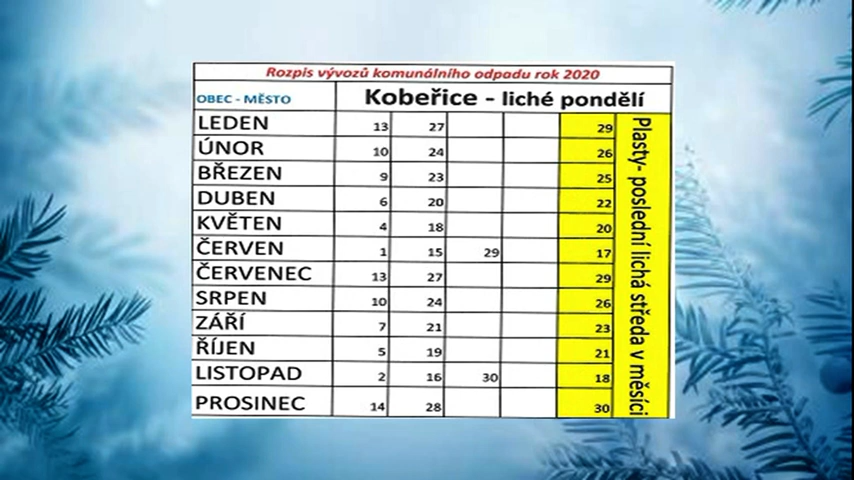 Rozpis vývozů komunálního odpadu rok 2020
OBEC - MĚSTO Kobeřice - liché pondělí
LEDEN 13 27 29
ÚNOR 10 24 26
BŘEZEN 9 23 25
DUBEN 6 20 22
KVĚTEN 4 18 20
ČERVEN 1 15 29 17
ČERVENEC 13 27 29
SRPEN 10 24 26
ZÁŘÍ 7 21 23
ŘÍJEN 5 19 21
LISTOPAD 2 16 30 18
PROSINEC 14 28 30
Plasty- poslední lichá středa v měsíci